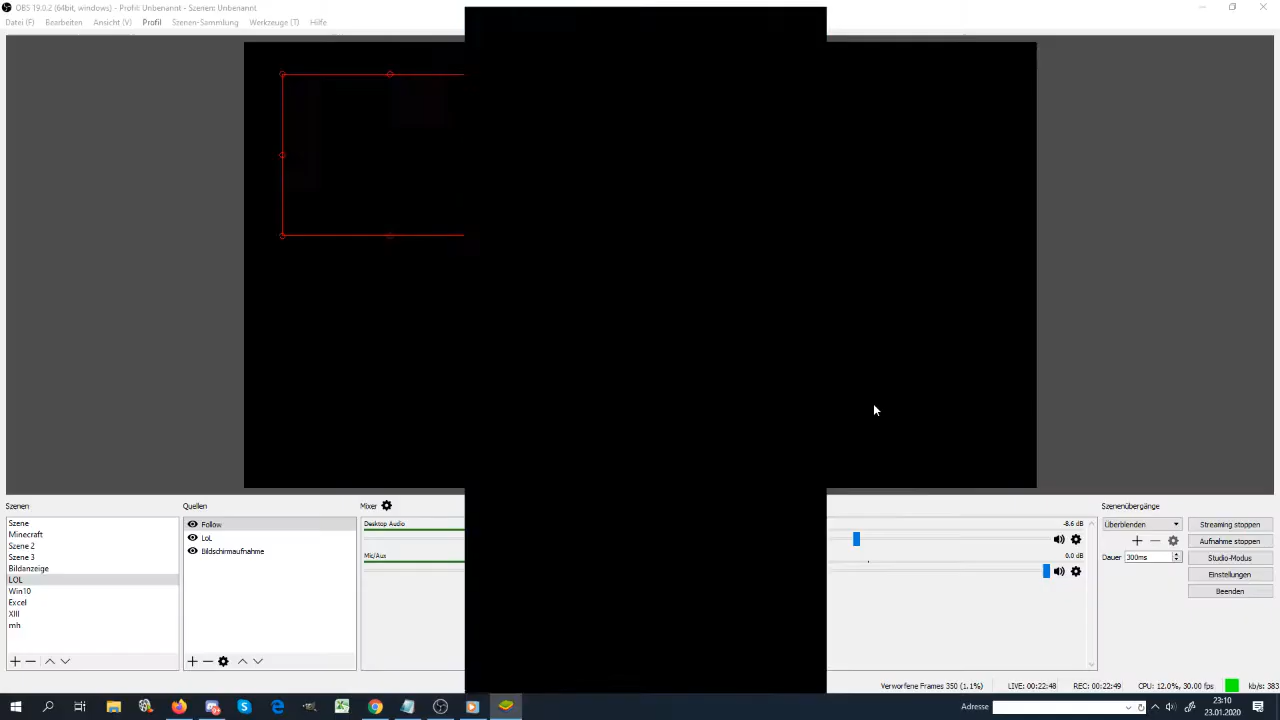 OBS 19.0.2 (64bit, windows) - Profil: Unbenannt - Szenen: Unbenannt
Datei (F) Bearbeiten Ansicht (V) Profil Szenen-Sammlung Werkzeuge (T) Hilfe
Szenen
Szene
Minecraft
Szene 2
Szene 3
Bildanzeige
LOL
Win10
Excel
XIII
mh
Quellen
Follow
LoL
Bildschirmaufnahme
Mixer
Desktop Audio
-8.6 dB
Mic/Aux
0.0 dB
Szenenübergänge
Überblenden
Dauer 300ms
Streaming stoppen
Aufnahme stoppen
Studio-Modus
Einstellungen
Beenden
Verworfene Frames 350 (1.1%) LIVE: 00:22:48 REC: 00:22:49 30.00 fps kb/s: 383
Adresse
23:10
23.01.2020